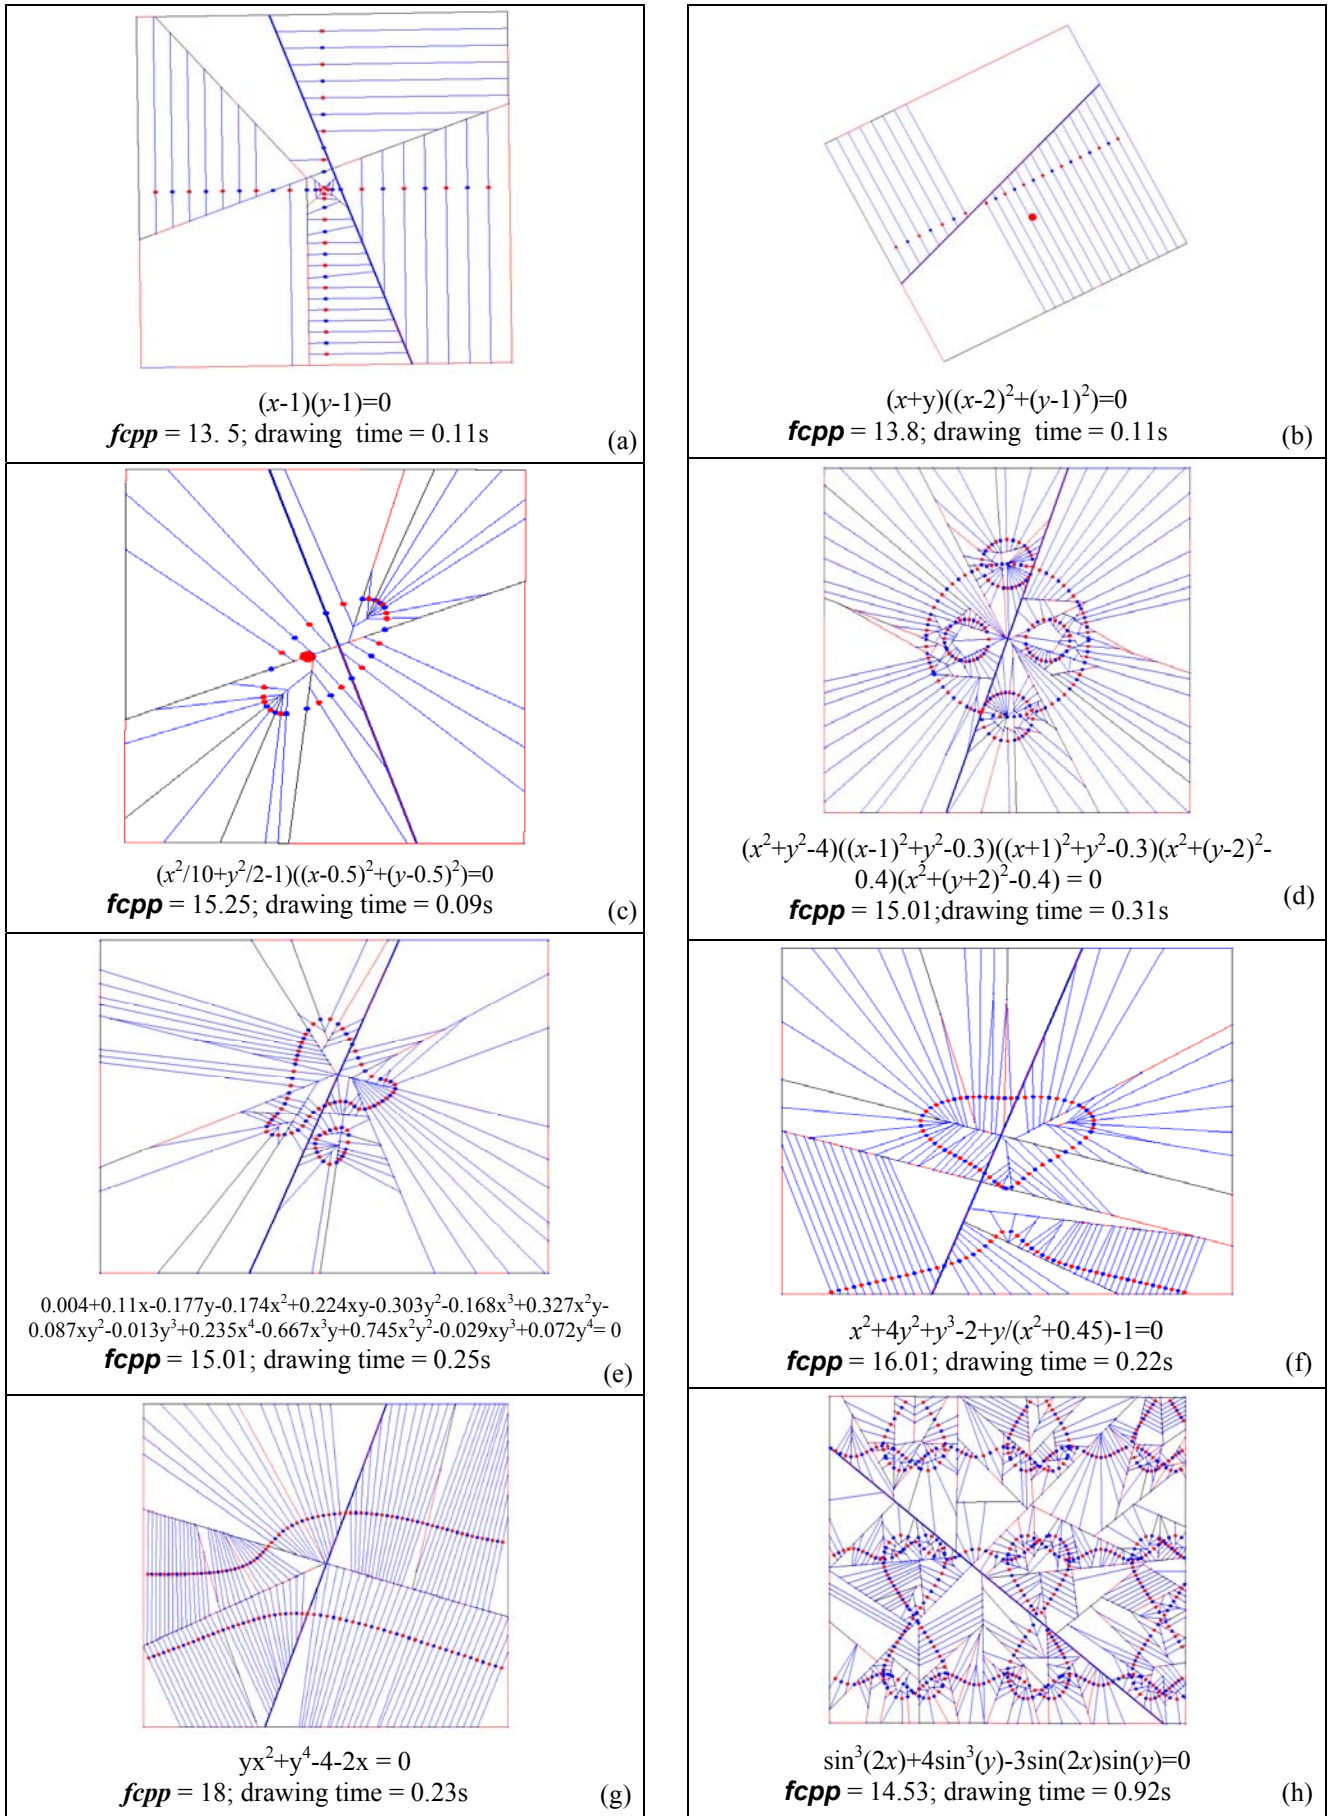 (x-1)(y-1)=0
fcpp = 13. 5; drawing time = 0.11s
(a)
(x+y)((x-2)²+(y-1)²)=0
fcpp = 13.8; drawing time = 0.11s
(b)
(x²/10+y²/2-1)((x-0.5)²+(y-0.5)²)=0
fcpp = 15.25; drawing time = 0.09s
(c)
(x²+y²-4)((x-1)²+y²-0.3)((x+1)²+y²-0.3)(x²+(y-2)²-
0.4)(x²+(y+2)²-0.4) = 0
fcpp = 15.01;drawing time = 0.31s
(d)
0.004+0.11x-0.177y-0.174x²+0.224xy-0.303y²-0.168x³+0.327x²y-
0.087xy²-0.013y³+0.235x⁴-0.667x³y+0.745x²y²-0.029xy³+0.072y⁴= 0
fcpp = 15.01; drawing time = 0.25s
(e)
x²+4y²+y³-2+y/(x²+0.45)-1=0
fcpp = 16.01; drawing time = 0.22s
(f)
yx²+y⁴-4-2x = 0
fcpp = 18; drawing time = 0.23s
(g)
sin³(2x)+4sin³(y)-3sin(2x)sin(y)=0
fcpp = 14.53; drawing time = 0.92s
(h)